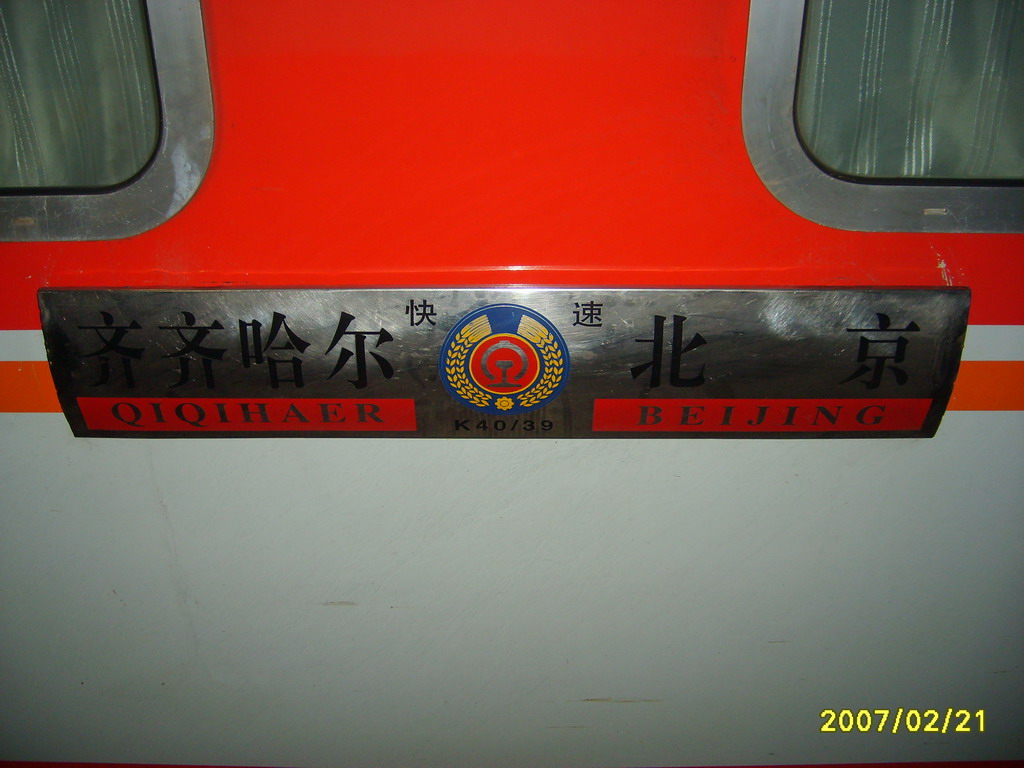 齐齐哈尔 快 速 北 京
QIQIHAER BEIJING
K40/39
2007/02/21